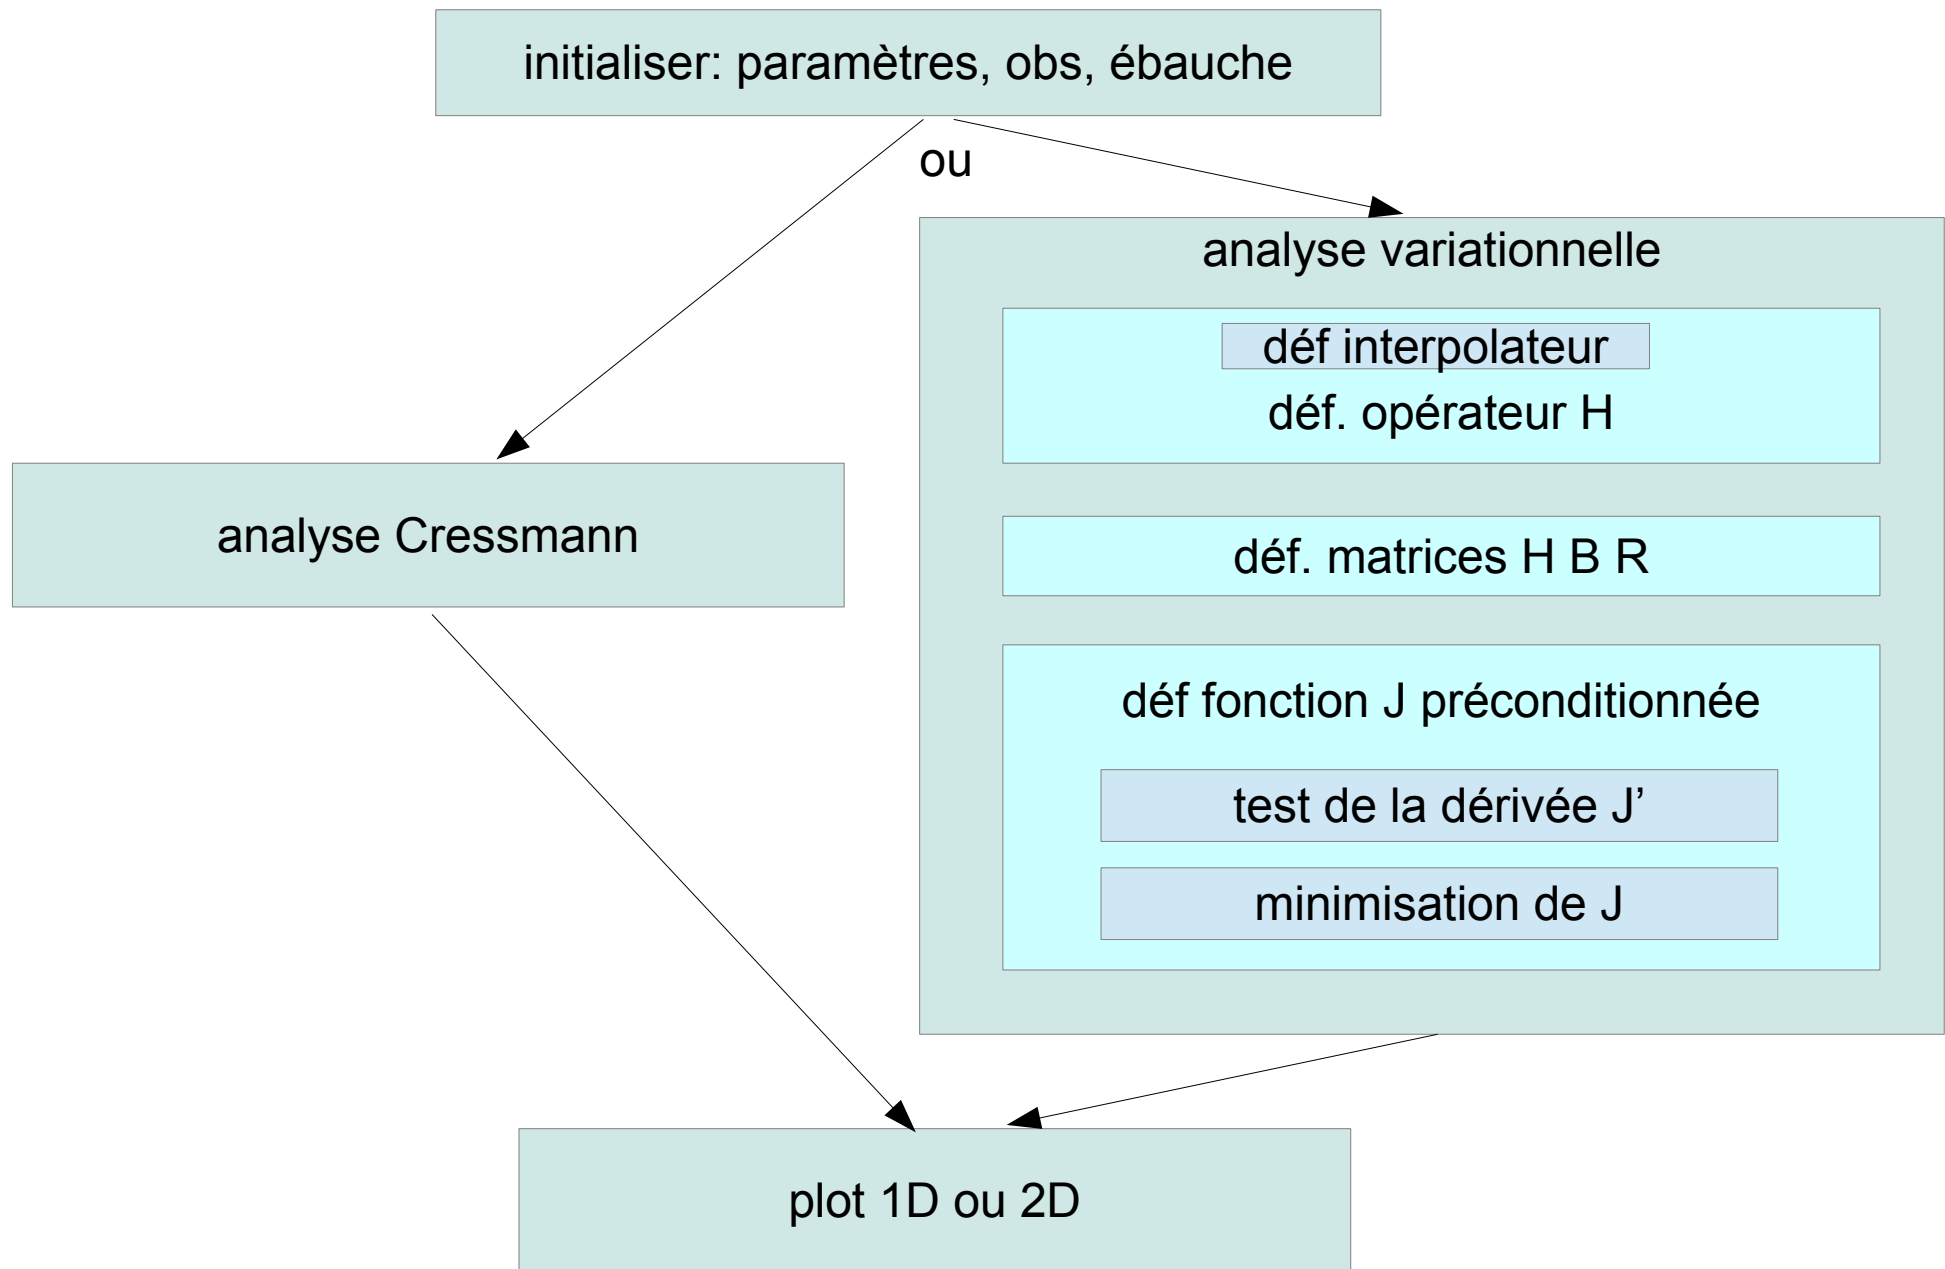 initialiser: paramètres, obs, ébauche
ou
analyse variationnelle
déf interpolateur
déf. opérateur H
analyse Cressmann
déf. matrices H B R
déf fonction J préconditionnée
test de la dérivée J’
minimisation de J
plot 1D ou 2D